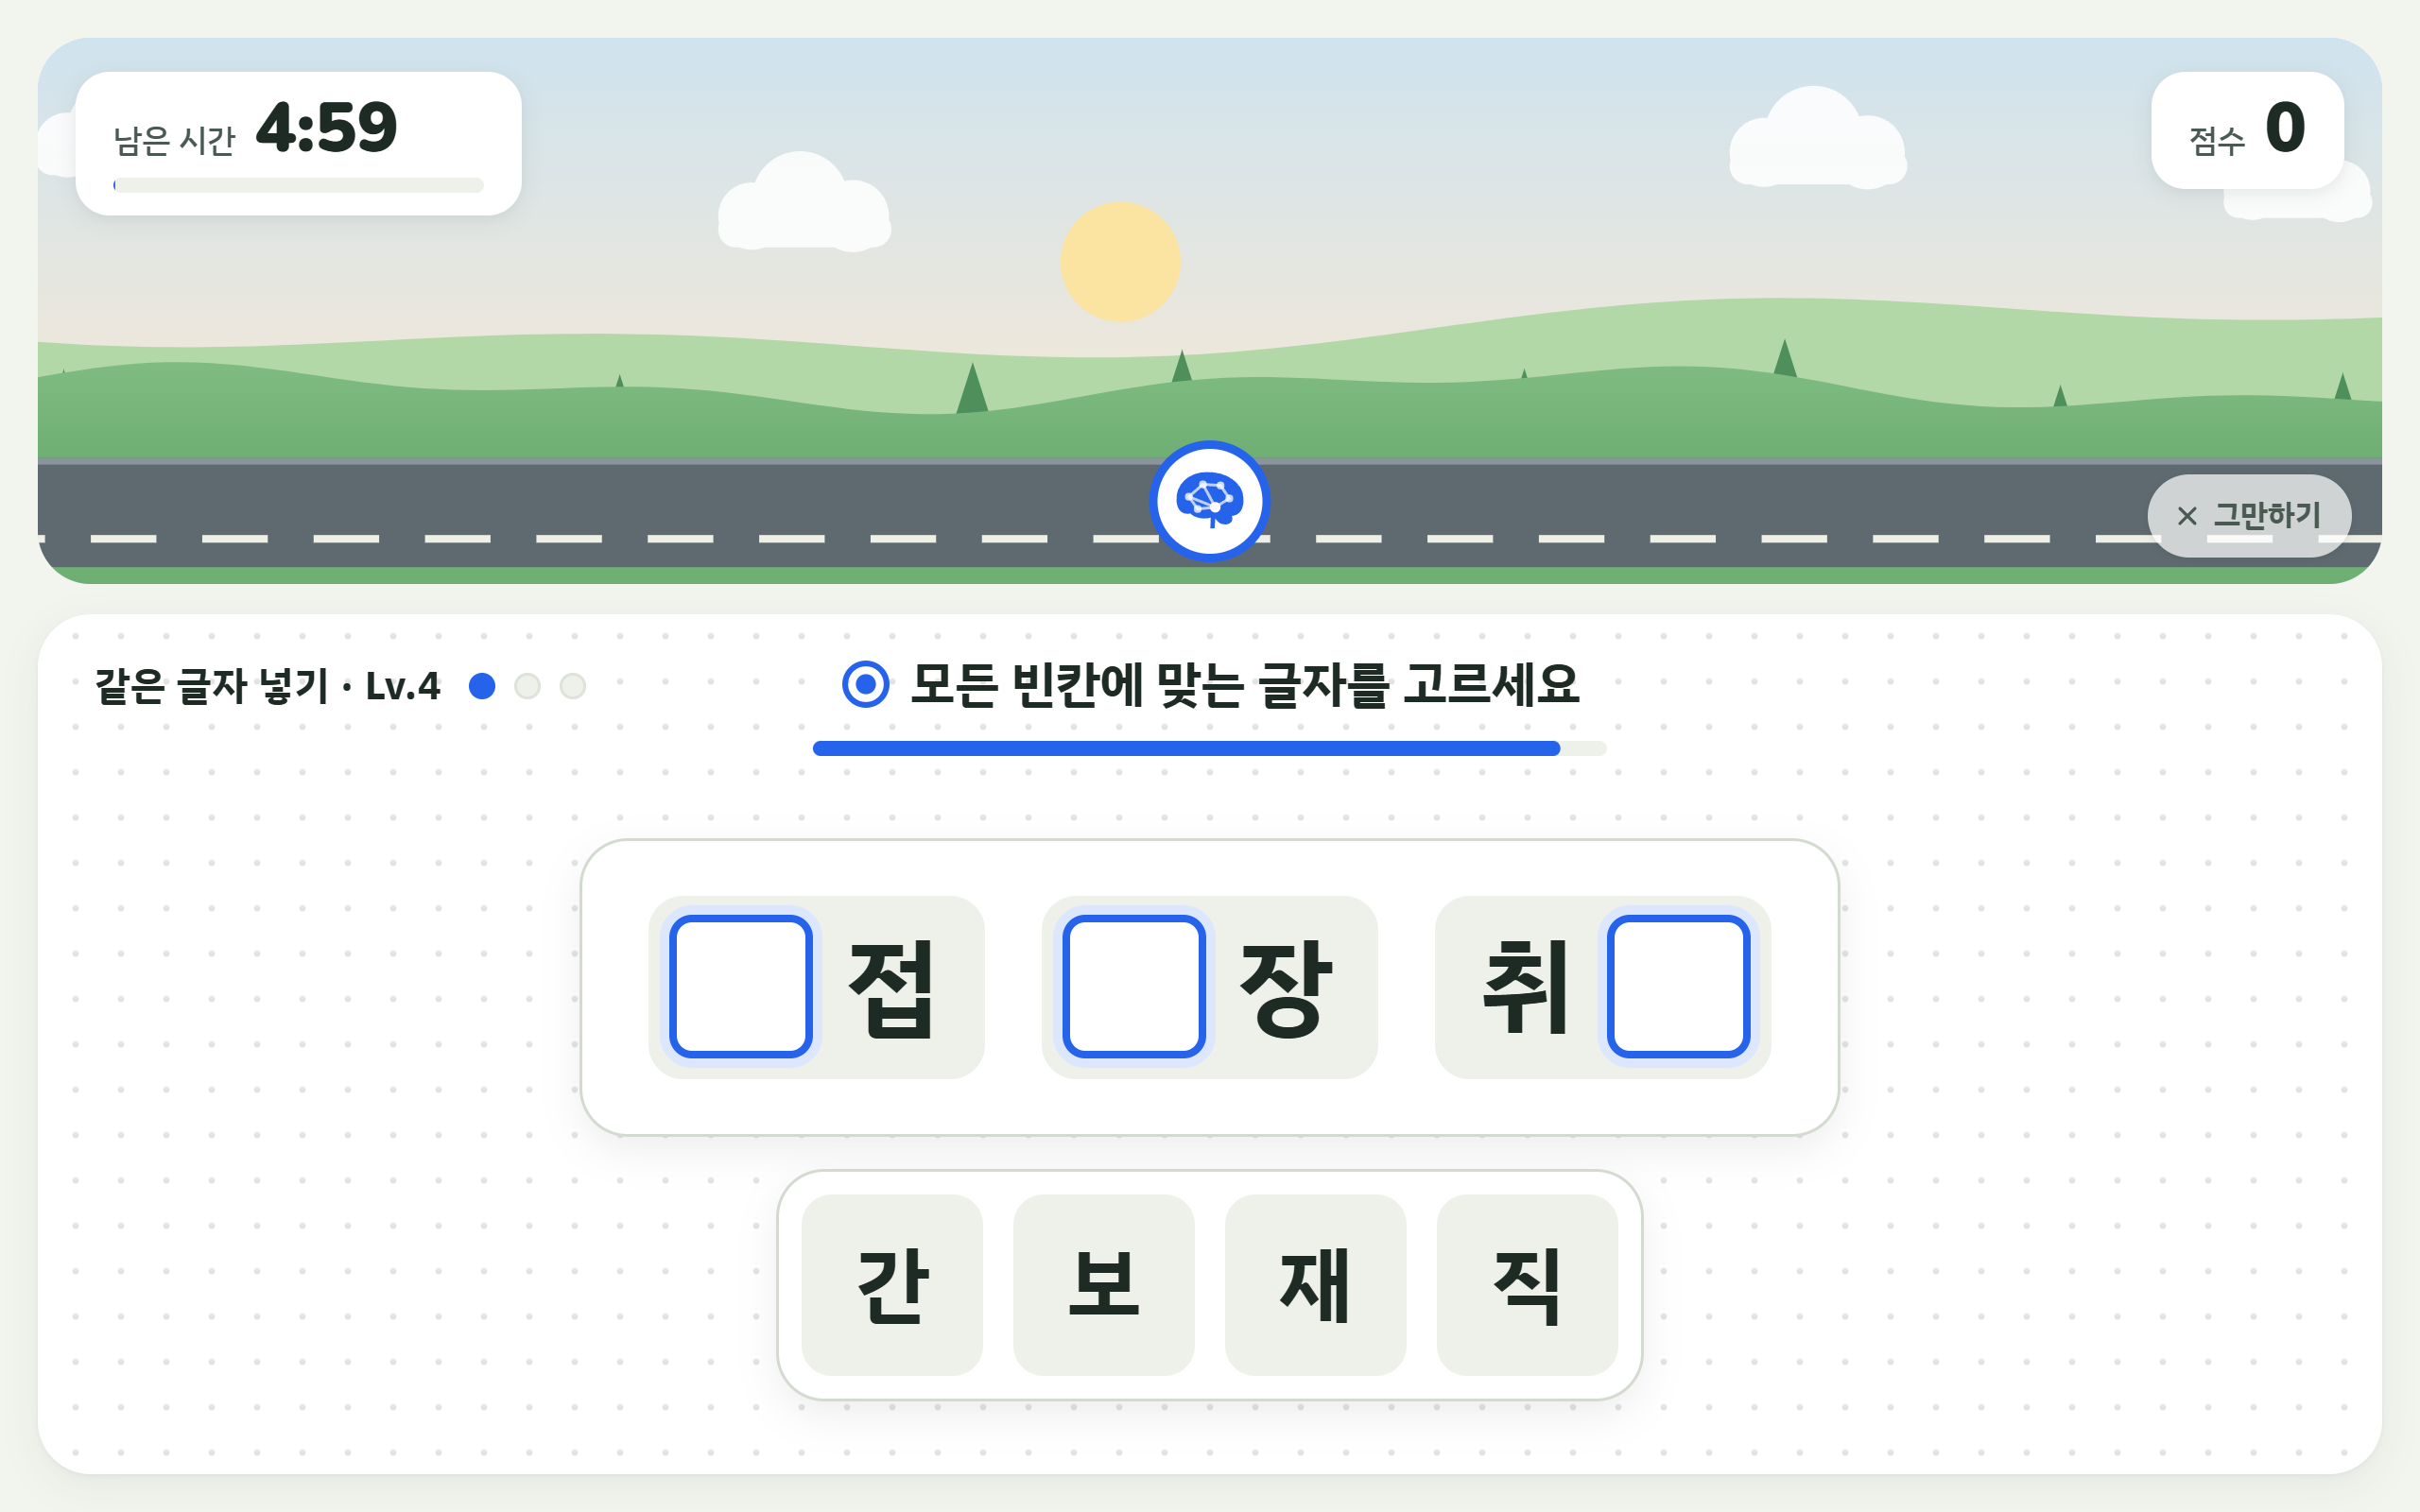 남은 시간 4:59
점수 0
× 그만하기
같은 글자 넣기 · Lv.4
모든 빈칸에 맞는 글자를 고르세요
접 장 취
간 보 재 직